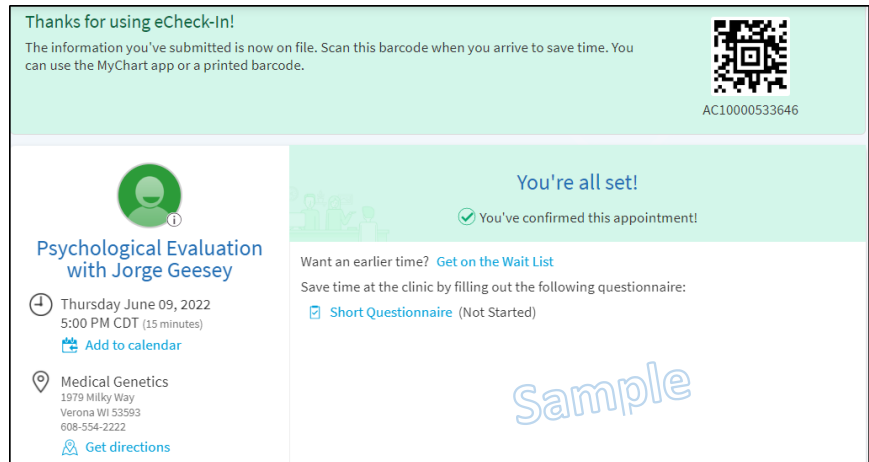 Thanks for using eCheck-In!
The information you've submitted is now on file. Scan this barcode when you arrive to save time. You
can use the MyChart app or a printed barcode.
AC10000533646
Psychological Evaluation
with Jorge Geesey
Thursday June 09, 2022
5:00 PM CDT (15 minutes)
Add to calendar
Medical Genetics
1979 Milky Way
Verona WI 53593
608-554-2222
Get directions
You're all set!
You've confirmed this appointment!
Want an earlier time? Get on the Wait List
Save time at the clinic by filling out the following questionnaire:
Short Questionnaire (Not Started)
Sample